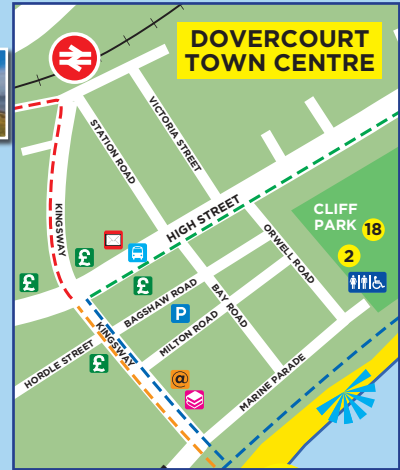 DOVERCOURT
TOWN CENTRE
VICTORIA STREET
STATION ROAD
KINGSWAY
HIGH STREET
CLIFF
PARK
18
2
ORWELL ROAD
£
£
£
BAGSHAW ROAD
BAY ROAD
P
MILTON ROAD
KINGSWAY
HORDLE STREET
£
@
MARINE PARADE